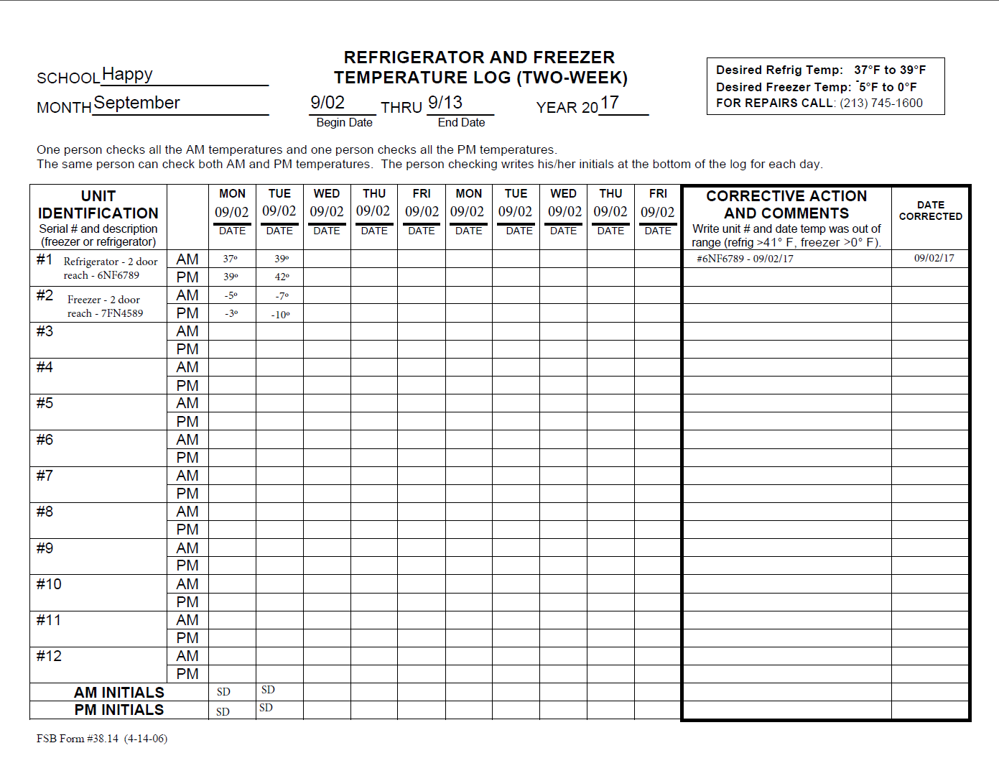 REFRIGERATOR AND FREEZER
TEMPERATURE LOG (TWO-WEEK)
SCHOOL Happy
MONTH September
9/02 THRU 9/13 YEAR 20 17
Begin Date End Date
Desired Refrig Temp: 37°F to 39°F
Desired Freezer Temp: -5°F to 0°F
FOR REPAIRS CALL: (213) 745-1600
One person checks all the AM temperatures and one person checks all the PM temperatures.
The same person can check both AM and PM temperatures. The person checking writes his/her initials at the bottom of the log for each day.
UNIT
IDENTIFICATION
Serial # and description
(freezer or refrigerator)
MON TUE WED THU FRI MON TUE WED THU FRI
09/02 09/02 09/02 09/02 09/02 09/02 09/02 09/02 09/02 09/02
DATE DATE DATE DATE DATE DATE DATE DATE DATE DATE
CORRECTIVE ACTION
AND COMMENTS
Write unit # and date temp was out of
range (refrig >41° F, freezer >0° F).
DATE
CORRECTED
#1 Refrigerator - 2 door
reach - 6NF6789
AM 37º 39º #6NF6789 - 09/02/17 09/02/17
PM 39º 42º
#2 Freezer - 2 door
reach - 7FN4589
AM -5º -7º
PM -3º -10º
#3 AM
PM
#4 AM
PM
#5 AM
PM
#6 AM
PM
#7 AM
PM
#8 AM
PM
#9 AM
PM
#10 AM
PM
#11 AM
PM
#12 AM
PM
AM INITIALS SD SD
PM INITIALS SD SD
FSB Form #38.14 (4-14-06)